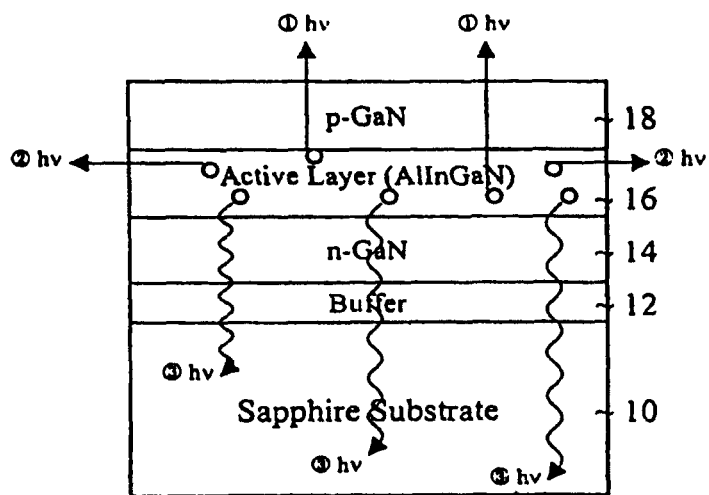 ① hν ① hν
p-GaN 18
② hν ② hν
Active Layer (AlInGaN)
16
n-GaN 14
Buffer 12
③ hν
Sapphire Substrate 10
③ hν ③ hν